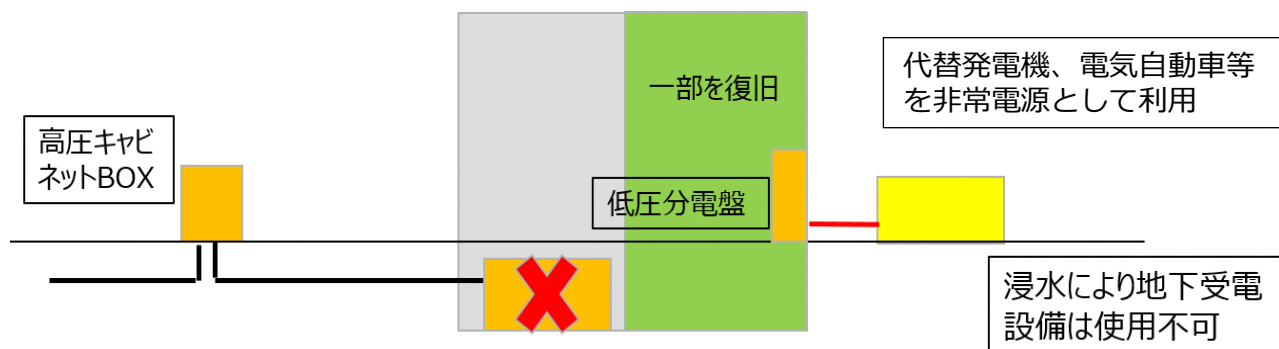 高圧キャビ
ネットBOX
一部を復旧
低圧分電盤
代替発電機、電気自動車等
を非常電源として利用
浸水により地下受電
設備は使用不可